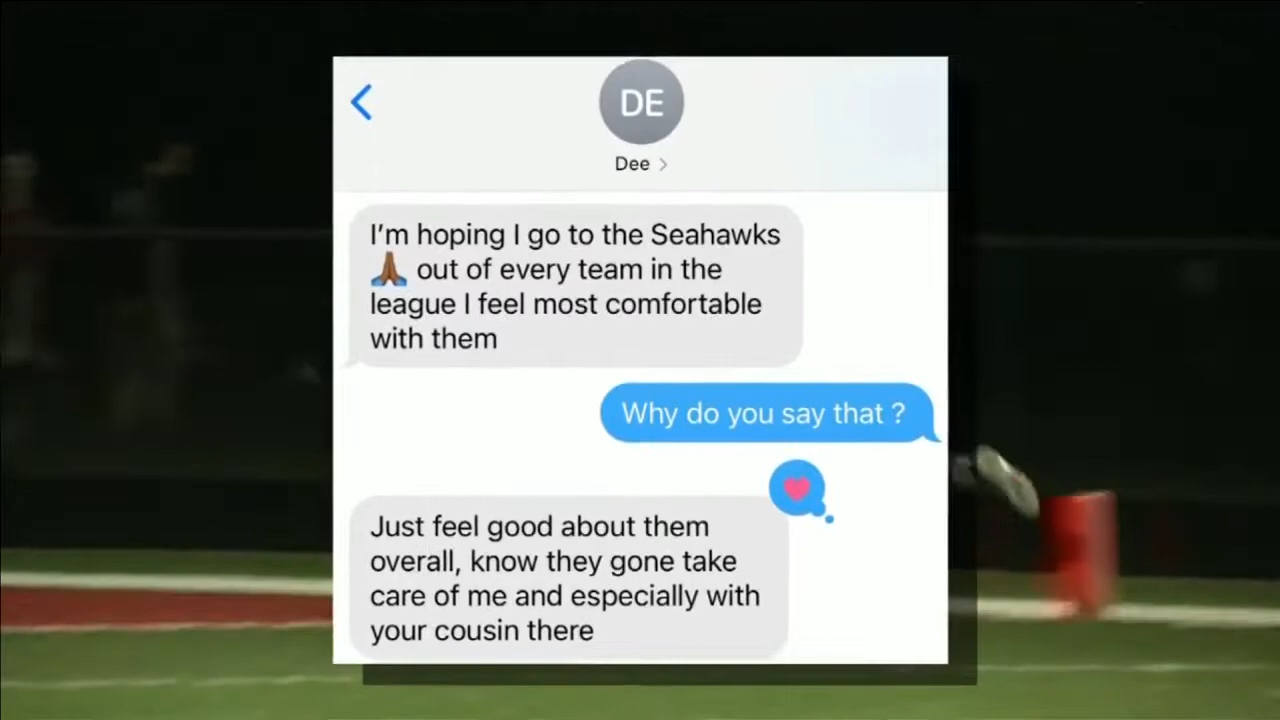 DE
Dee >
I’m hoping I go to the Seahawks
🙏🏾 out of every team in the
league I feel most comfortable
with them
Why do you say that ?
Just feel good about them
overall, know they gone take
care of me and especially with
your cousin there